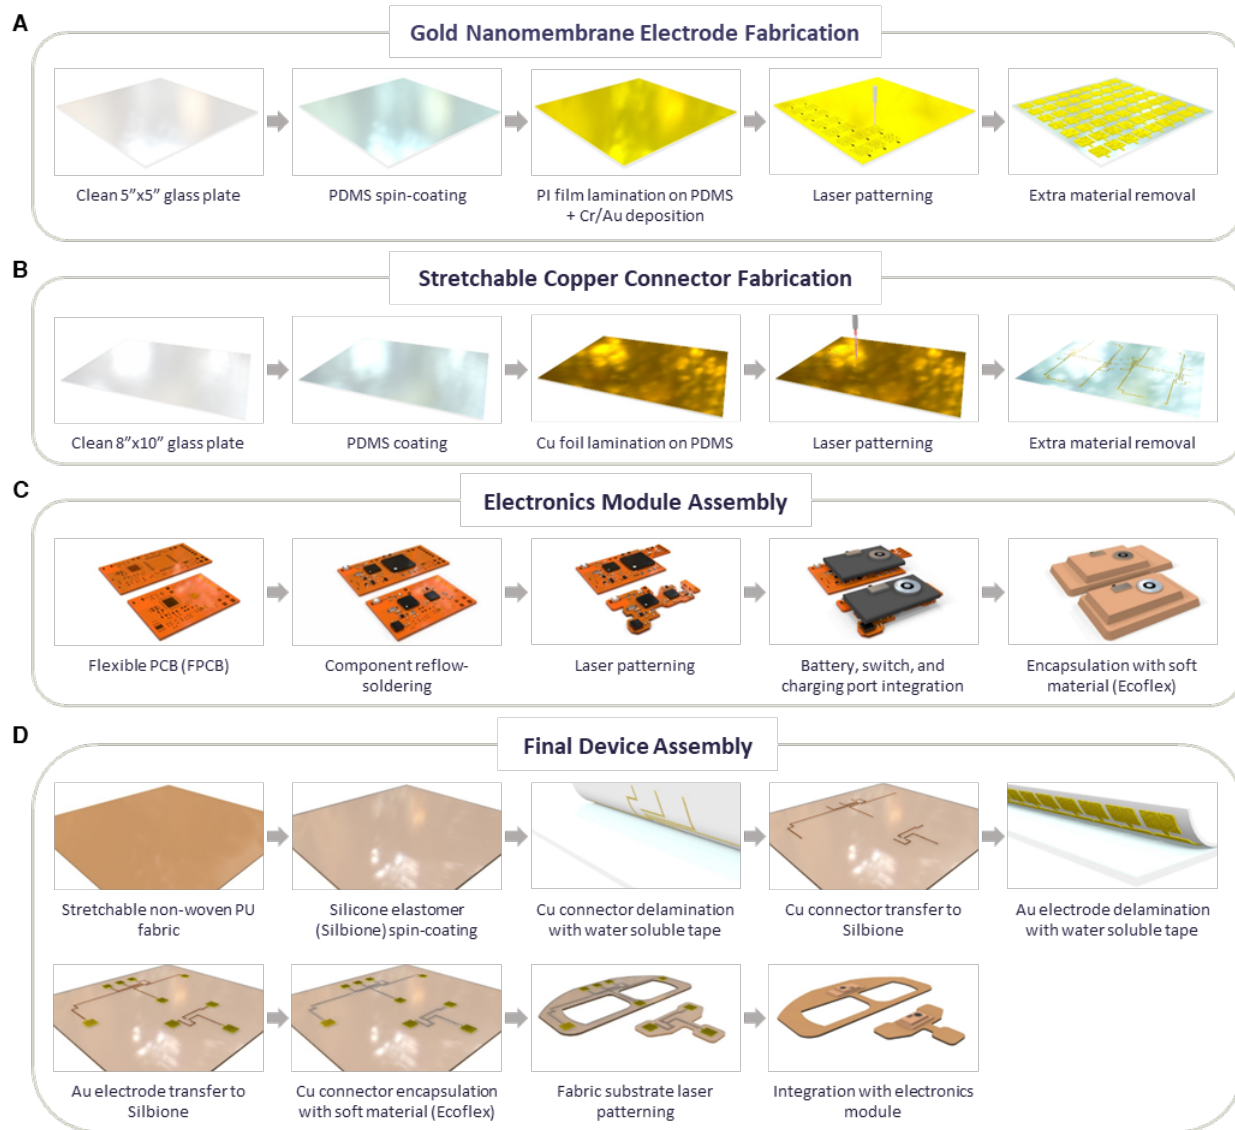 A
Gold Nanomembrane Electrode Fabrication
Clean 5”x5” glass plate
PDMS spin-coating
PI film lamination on PDMS
+ Cr/Au deposition
Laser patterning
Extra material removal
B
Stretchable Copper Connector Fabrication
Clean 8”x10” glass plate
PDMS coating
Cu foil lamination on PDMS
Laser patterning
Extra material removal
C
Electronics Module Assembly
Flexible PCB (FPCB)
Component reflow-
soldering
Laser patterning
Battery, switch, and
charging port integration
Encapsulation with soft
material (Ecoflex)
D
Final Device Assembly
Stretchable non-woven PU
fabric
Silicone elastomer
(Silbione) spin-coating
Cu connector delamination
with water soluble tape
Cu connector transfer to
Silbione
Au electrode delamination
with water soluble tape
Au electrode transfer to
Silbione
Cu connector encapsulation
with soft material (Ecoflex)
Fabric substrate laser
patterning
Integration with electronics
module